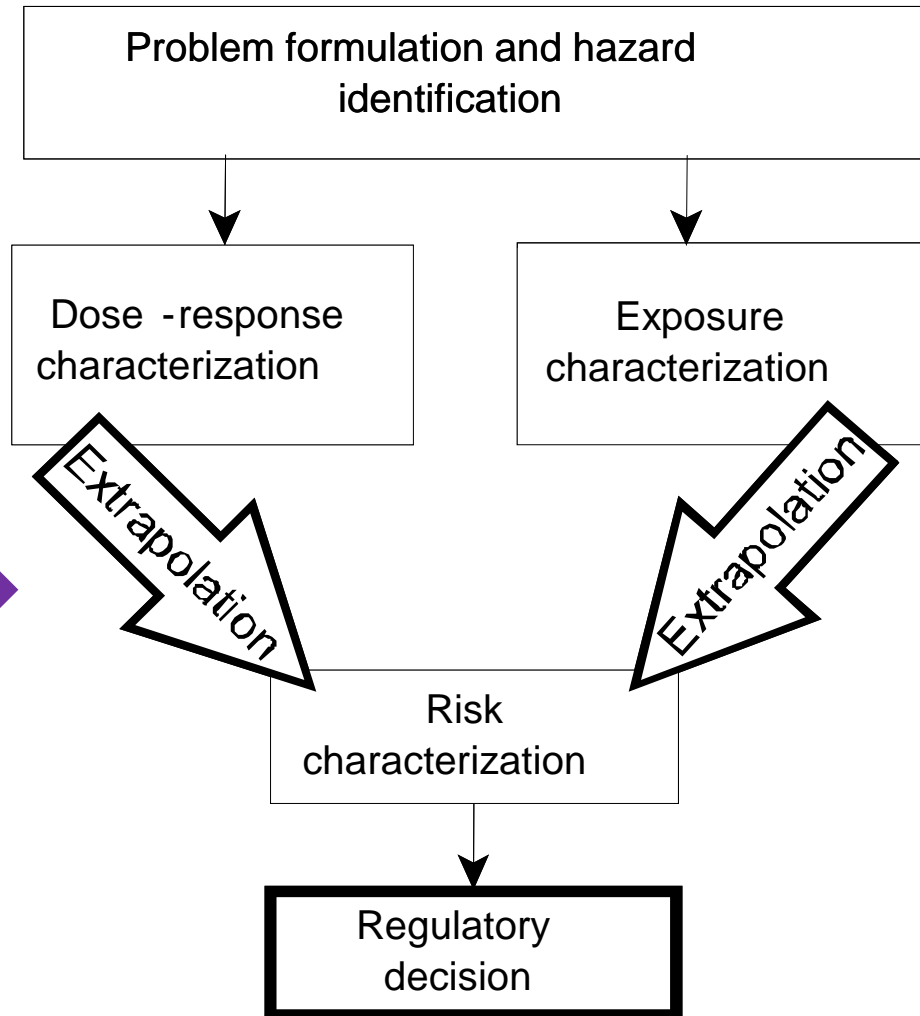 Problem formulation and hazard
identification
Dose -response
characterization
Exposure
characterization
Extrapolation
Extrapolation
Risk
characterization
Regulatory
decision